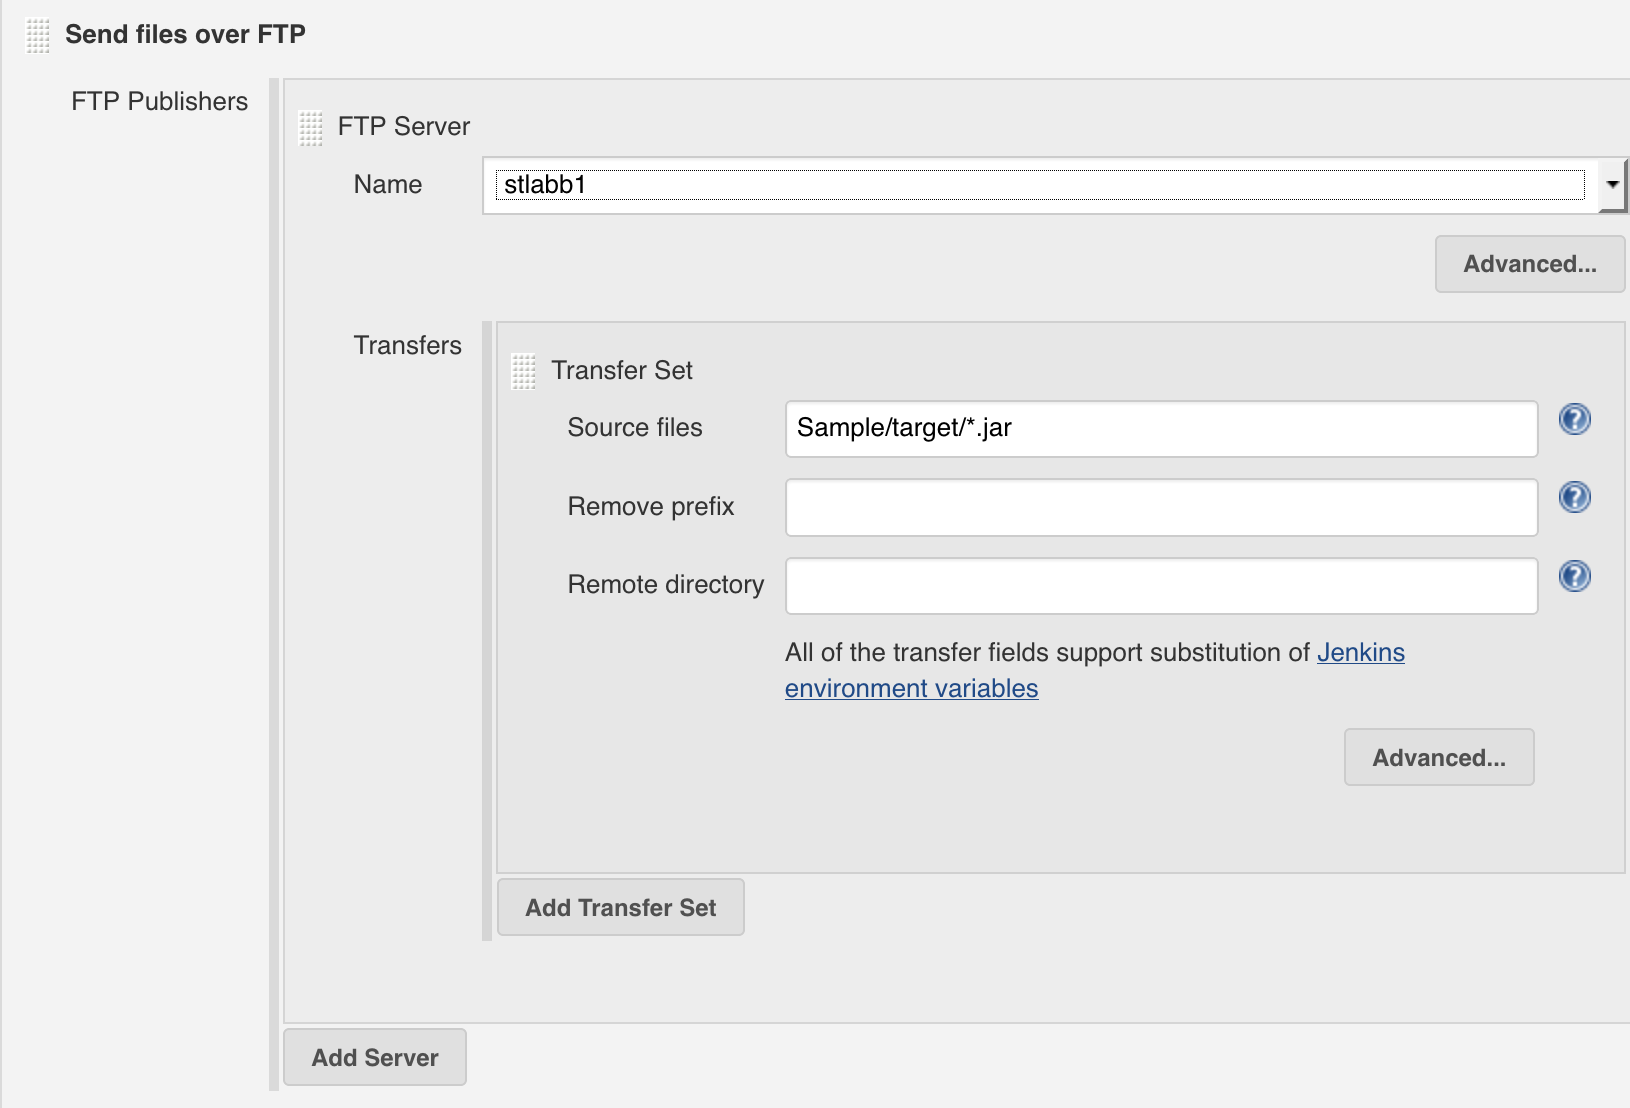 Send files over FTP
FTP Publishers
FTP Server
Name
stlabb1
Advanced...
Transfers
Transfer Set
Source files
Sample/target/*.jar
?
Remove prefix
?
Remote directory
?
All of the transfer fields support substitution of Jenkins
environment variables
Advanced...
Add Transfer Set
Add Server